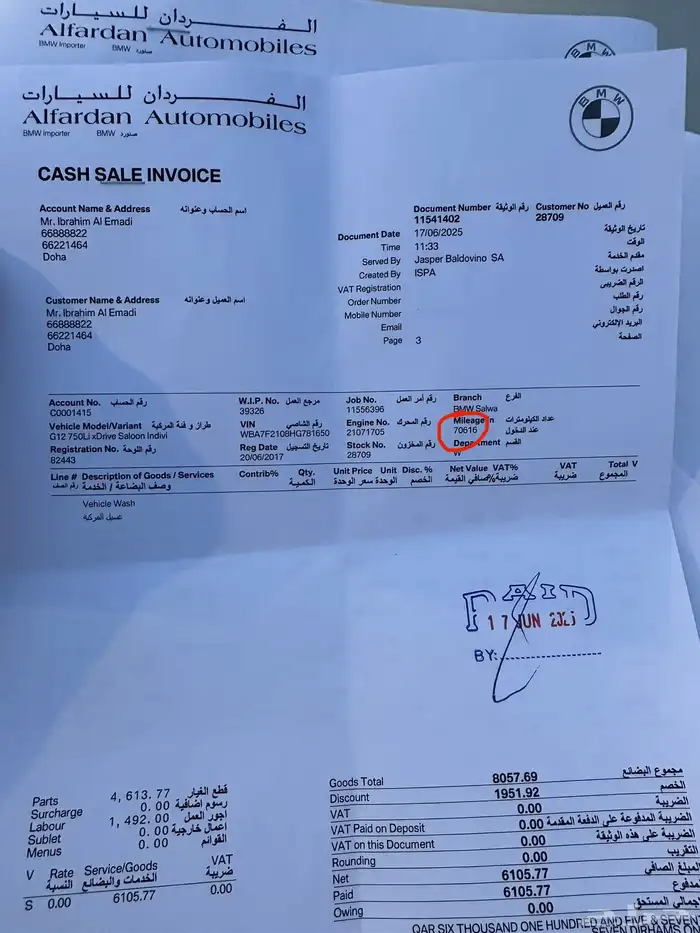 الفـــردان للسيارات
Alfardan Automobiles
BMW Importer BMW مستورد
الفـــردان للسيارات
Alfardan Automobiles
BMW Importer BMW مستورد
BMW
CASH SALE INVOICE
Account Name & Address اسم الحساب وعنوانه
Mr. Ibrahim Al Emadi
66888822
66221464
Doha
Customer Name & Address اسم العميل وعنوانه
Mr. Ibrahim Al Emadi
66888822
66221464
Doha
Document Number رقم الوثيقة Customer No رقم العميل
11541402 28709
Document Date 17/06/2025 تاريخ الوثيقة
Time 11:33 الوقت
Served By Jasper Baldovino SA مقدم الخدمة
Created By ISPA اصدرت بواسطة
VAT Registration الرقم الضريبى
Order Number رقم الطلب
Mobile Number رقم الجوال
Email البريد الإلكتروني
Page 3 الصفحة
Account No. رقم الحساب W.I.P. No. مرجع العمل Job No. رقم أمر العمل Branch الفرع
C0001415 39326 11556396 BMW Salwa
Vehicle Model/Variant طراز و فئة المركبة VIN رقم الشاصي Engine No. رقم المحرك Mileage In عداد الكيلومترات عند الدخول
G12 750Li xDrive Saloon Indivi WBA7F2108HG781650 21071705 70616
Registration No. رقم اللوحة Reg Date تاريخ التسجيل Stock No. رقم المخزون Department القسم
82443 20/06/2017 28709 W
Line # Description of Goods / Services Contrib% Qty. Unit Price Unit Disc. % Net Value VAT% VAT Total V
وصف البضاعة / الخدمة الكمية سعر الوحدة الوحدة الخصم صافي القيمة ضريبة% ضريبة المجموع
Vehicle Wash
غسيل المركبة
PAID
17 JUN 2025
BY:
Parts 4,613.77 قطع الغيار
Surcharge 0.00 رسوم اضافية
Labour 1,492.00 اجور العمل
Sublet 0.00 اعمال خارجية
Menus 0.00 القوائم
V Rate Service/Goods VAT
النسبة الخدمات والبضائع ضريبة
S 0.00 6105.77 0.00
Goods Total 8057.69 مجموع البضائع
Discount 1951.92 الخصم
VAT 0.00 الضريبة
VAT Paid on Deposit 0.00 الضريبة المدفوعة على الدفعة المقدمة
VAT on this Document 0.00 الضريبة على هذه الوثيقة
Rounding 0.00 التقريب
Net 6105.77 المبلغ الصافي
Paid 6105.77 المدفوع
Owing 0.00 إجمالي المستحق
QAR SIX THOUSAND ONE HUNDRED AND FIVE & SEVENTY
SEVEN DIRHAMS ON